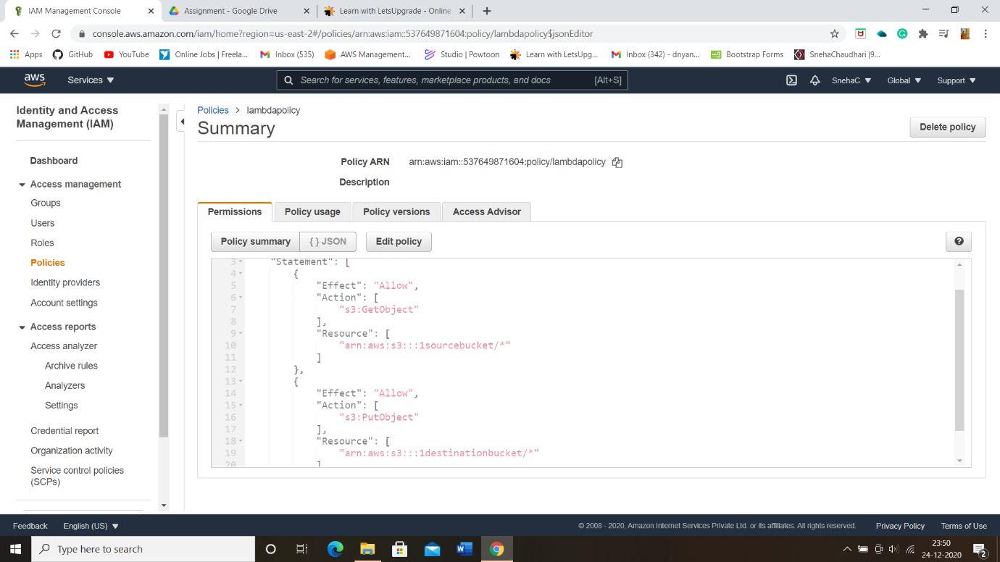 IAM Management Console
Assignment - Google Drive
Learn with LetsUpgrade - Online
console.aws.amazon.com/iam/home?region=us-east-2#/policies/arn:aws:iam::537649871604:policy/lambdapolicy$jsonEditor
Apps GitHub YouTube Online Jobs | Freela... Inbox (535) AWS Management... Studio | Powtoon Learn with LetsUpg... Inbox (342) - dnyan... Bootstrap Forms SnehaChaudhari |9...
aws Services Search for services, features, marketplace products, and docs [Alt+S] SnehaC Global Support
Identity and Access
Management (IAM)
Dashboard
Access management
Groups
Users
Roles
Policies
Identity providers
Account settings
Access reports
Access analyzer
Archive rules
Analyzers
Settings
Credential report
Organization activity
Service control policies
(SCPs)
Policies > lambdapolicy
Summary
Delete policy
Policy ARN arn:aws:iam::537649871604:policy/lambdapolicy
Description
Permissions Policy usage Policy versions Access Advisor
Policy summary { } JSON Edit policy ?
3 "Statement": [
4 {
5 "Effect": "Allow",
6 "Action": [
7 "s3:GetObject"
8 ],
9 "Resource": [
10 "arn:aws:s3:::1sourcebucket/*"
11 ]
12 },
13 {
14 "Effect": "Allow",
15 "Action": [
16 "s3:PutObject"
17 ],
18 "Resource": [
19 "arn:aws:s3:::1destinationbucket/*"
20 ]
Feedback English (US) © 2008 - 2020, Amazon Internet Services Private Ltd. or its affiliates. All rights reserved. Privacy Policy Terms of Use
Type here to search
23:50
24-12-2020
2